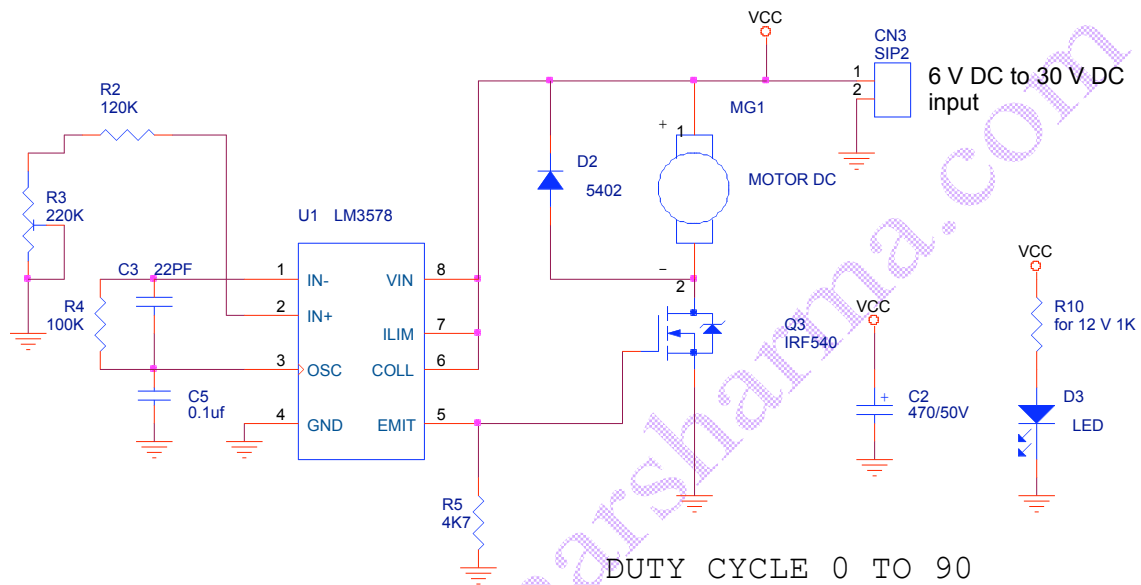 VCC
CN3
SIP2
1
2
6 V DC to 30 V DC
input
R2
120K
MG1
+
1
D2
5402
MOTOR DC
R3
220K
U1 LM3578
C3 22PF
1
IN-
VIN
8
−
2
VCC
R4
100K
2
IN+
ILIM
7
Q3
IRF540
VCC
R10
for 12 V 1K
3
OSC
COLL
6
C5
0.1uf
4
GND
EMIT
5
+
C2
470/50V
D3
LED
R5
4K7
DUTY CYCLE 0 TO 90
arsharma.com